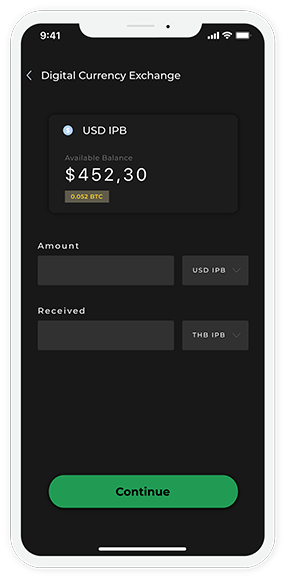 9:41
Digital Currency Exchange
USD IPB
Available Balance
$452,30
0.052 BTC
Amount
USD IPB
Received
THB IPB
Continue